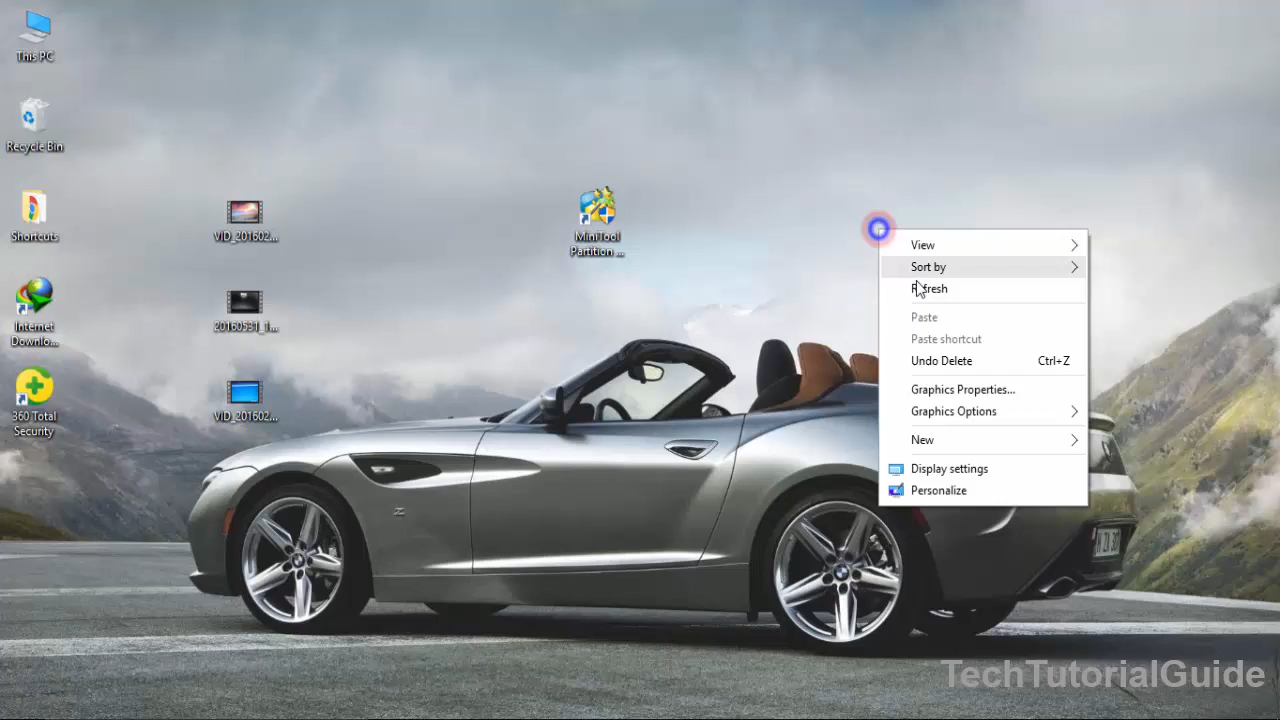 This PC
Recycle Bin
Shortcuts
Internet
Downlo...
360 Total
Security
VID_201602...
20160531_1...
VID_201602...
MiniTool
Partition ...
View
Sort by
Refresh
Paste
Paste shortcut
Undo Delete Ctrl+Z
Graphics Properties...
Graphics Options
New
Display settings
Personalize
Z
TechTutorialGuide